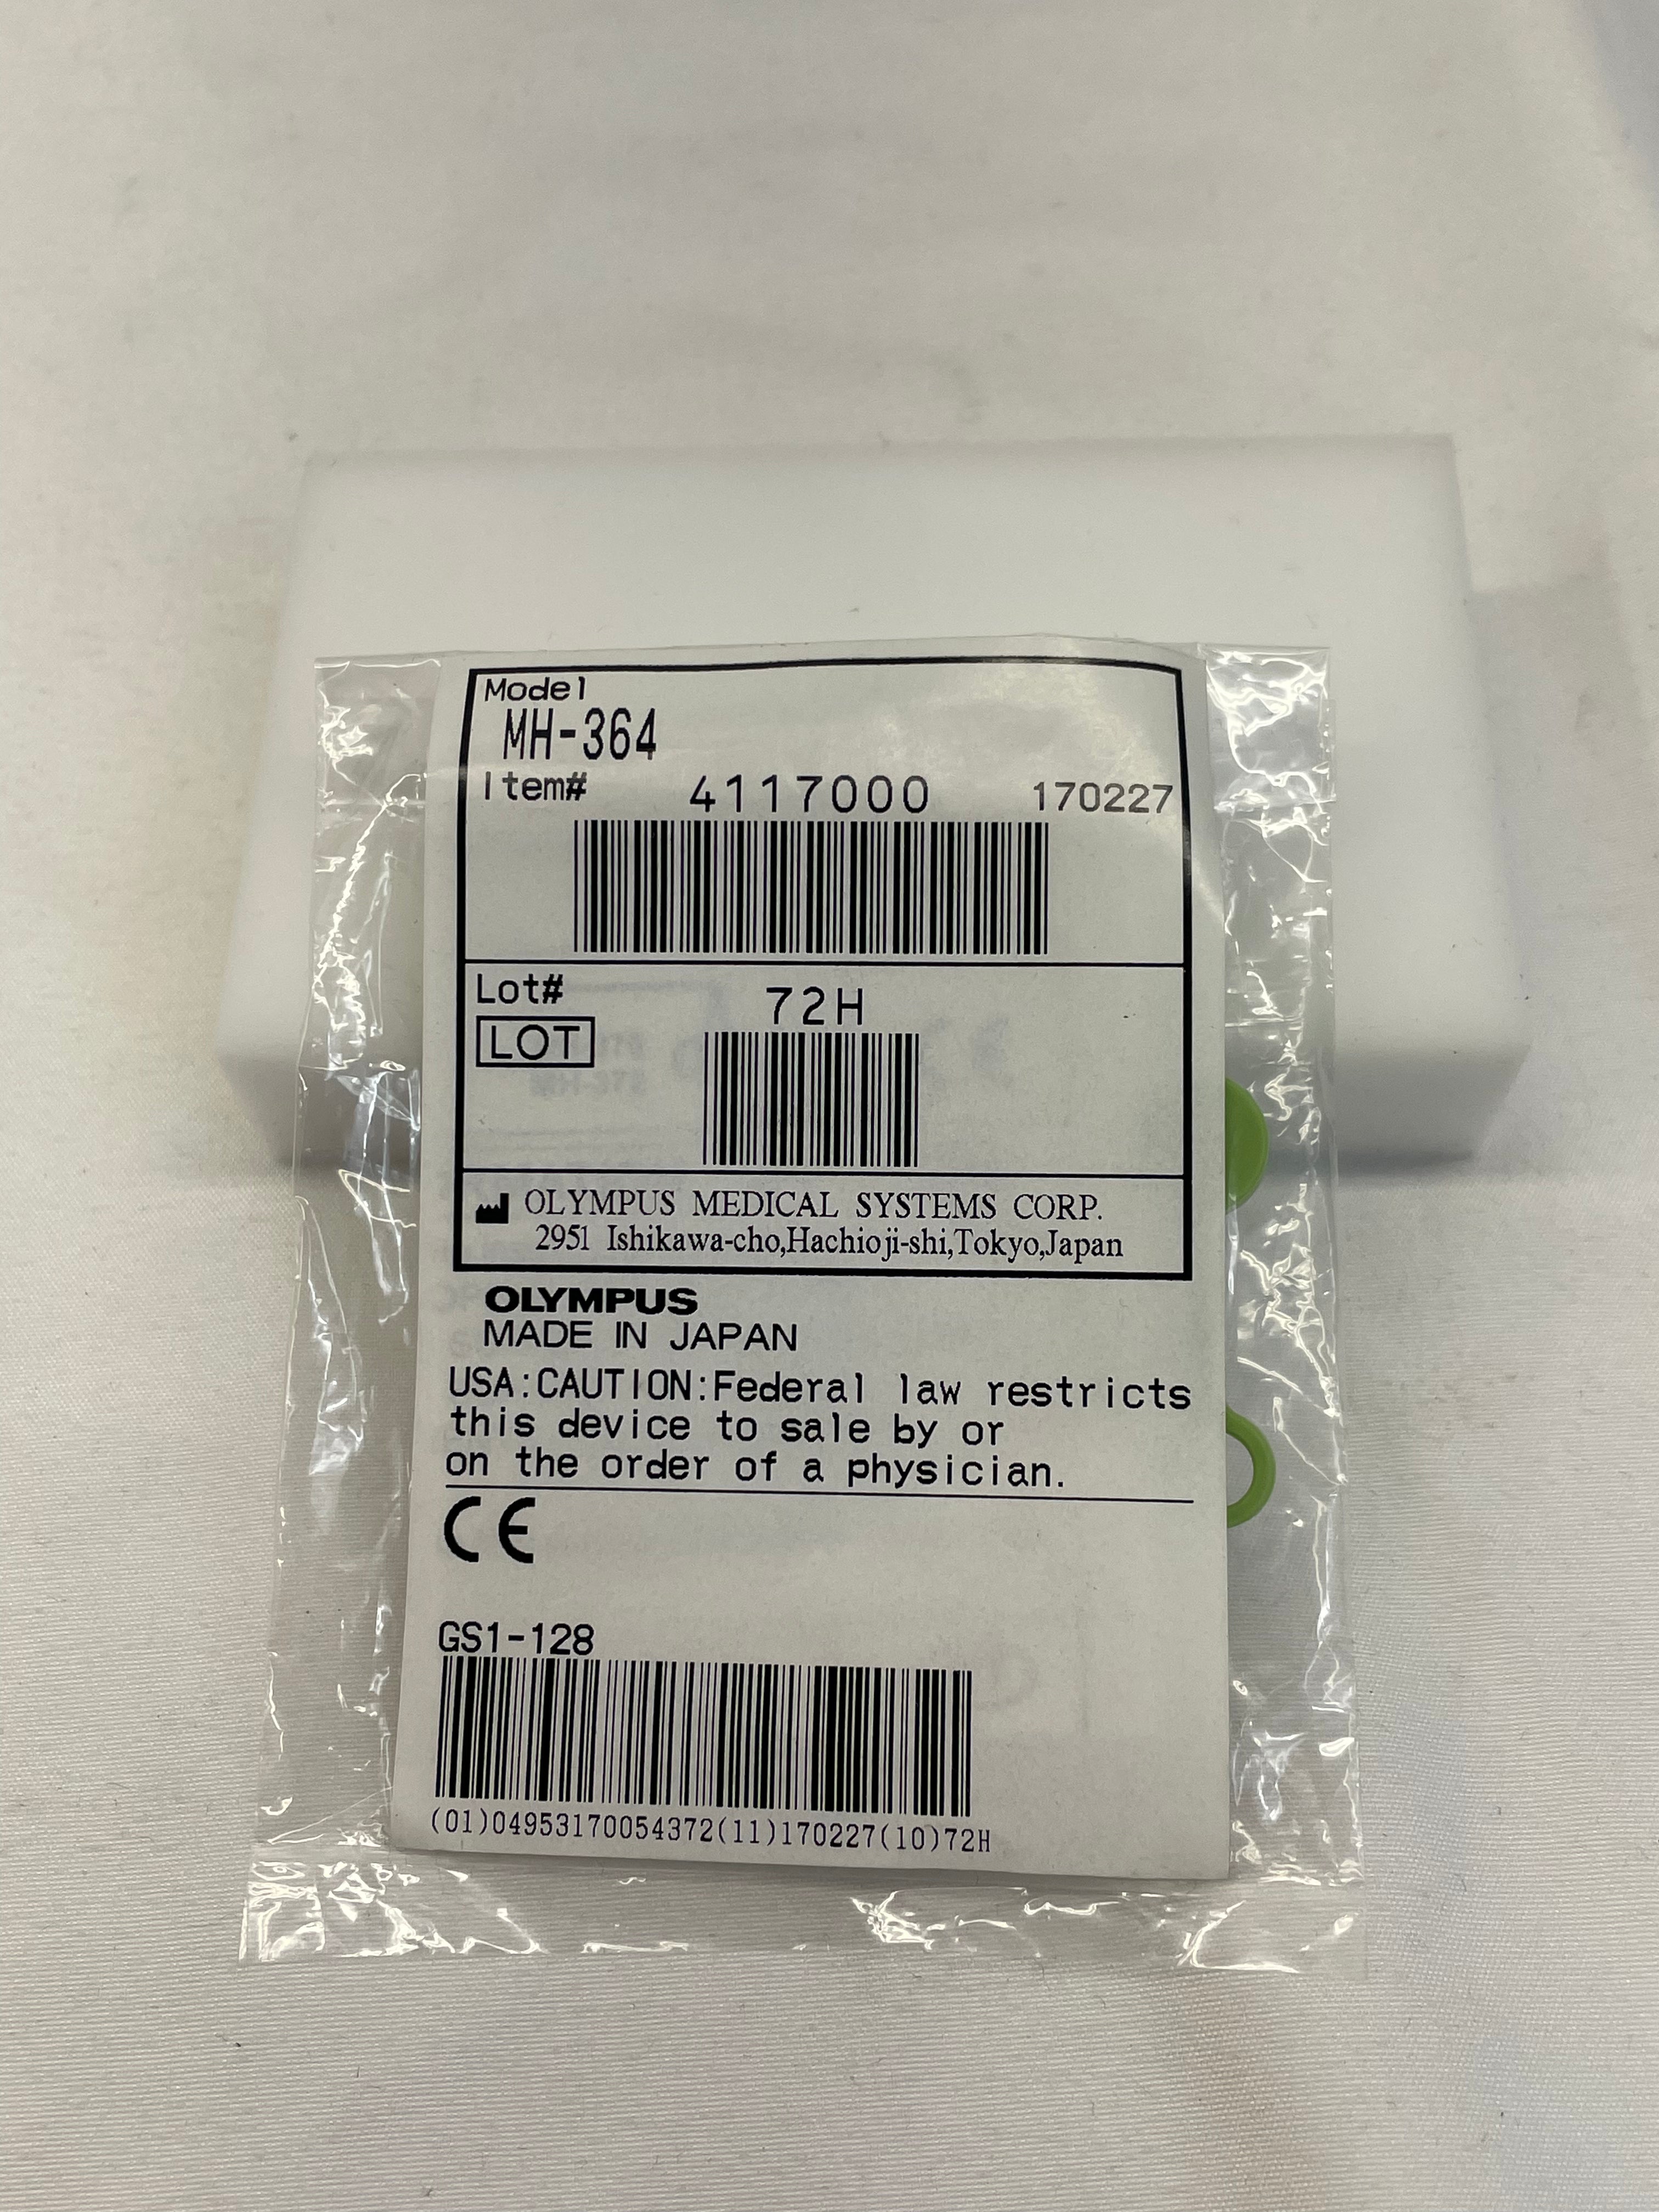 Model
MH-364
Item# 4117000 170227
Lot# 72H
LOT
OLYMPUS MEDICAL SYSTEMS CORP.
2951 Ishikawa-cho,Hachioji-shi,Tokyo,Japan
OLYMPUS
MADE IN JAPAN
USA:CAUTION:Federal law restricts
this device to sale by or
on the order of a physician.
CE
GS1-128
(01)04953170054372(11)170227(10)72H